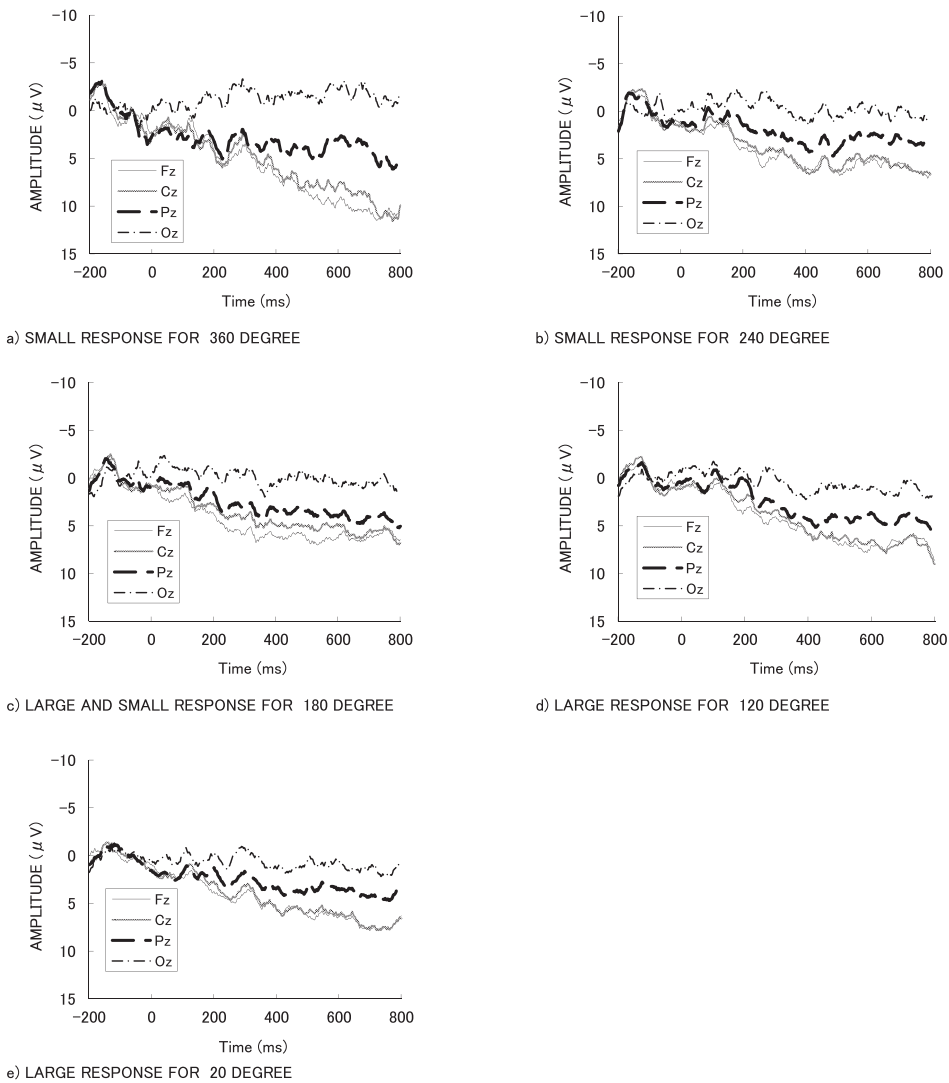 -10
-5
0
5
10
15
AMPLITUDE (μV)
Fz
Cz
Pz
Oz
-200 0 200 400 600 800
Time (ms)
a) SMALL RESPONSE FOR 360 DEGREE
-10
-5
0
5
10
15
AMPLITUDE (μV)
Fz
Cz
Pz
Oz
-200 0 200 400 600 800
Time (ms)
b) SMALL RESPONSE FOR 240 DEGREE
-10
-5
0
5
10
15
AMPLITUDE (μV)
Fz
Cz
Pz
Oz
-200 0 200 400 600 800
Time (ms)
c) LARGE AND SMALL RESPONSE FOR 180 DEGREE
-10
-5
0
5
10
15
AMPLITUDE (μV)
Fz
Cz
Pz
Oz
-200 0 200 400 600 800
Time (ms)
d) LARGE RESPONSE FOR 120 DEGREE
-10
-5
0
5
10
15
AMPLITUDE (μV)
Fz
Cz
Pz
Oz
-200 0 200 400 600 800
Time (ms)
e) LARGE RESPONSE FOR 20 DEGREE